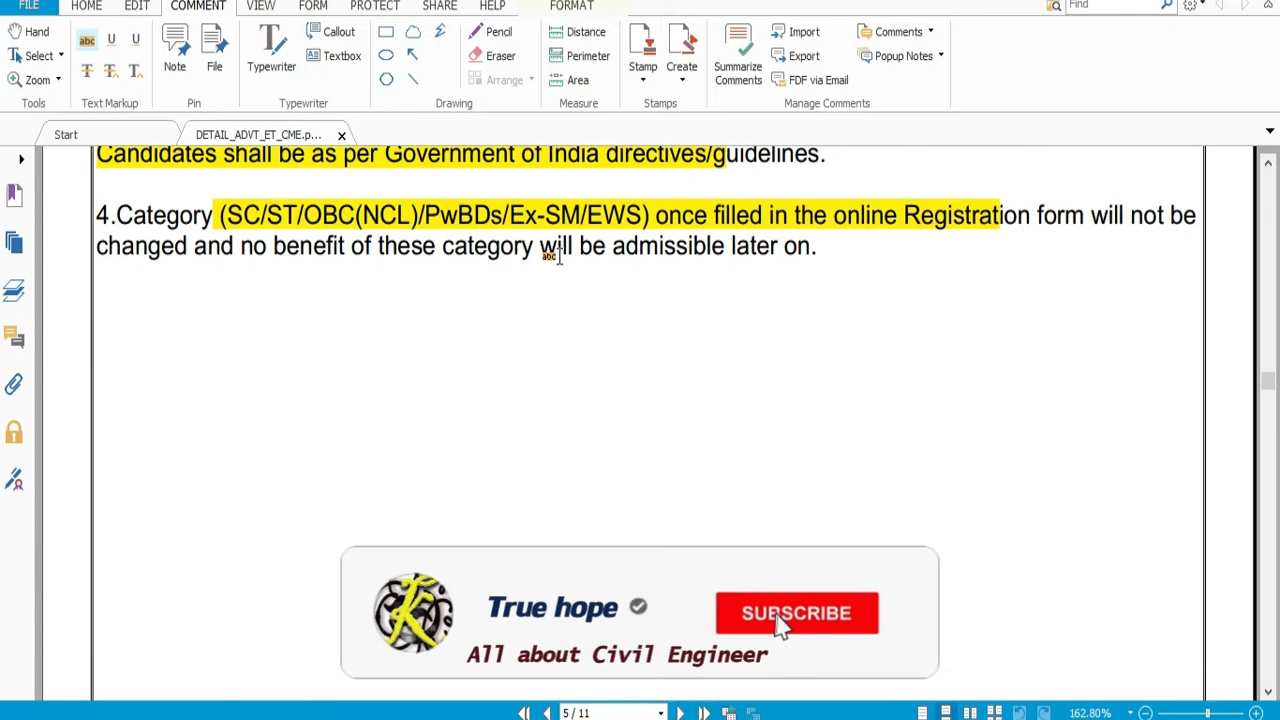 FILE HOME EDIT COMMENT VIEW FORM PROTECT SHARE HELP FORMAT Find
Hand abc U U Callout Pencil Distance Import Comments
Select Note File Typewriter Textbox Eraser Perimeter Stamp Create Summarize Comments Export Popup Notes
Zoom T T T Arrange Area FDF via Email
Tools Text Markup Pin Typewriter Drawing Measure Stamps Manage Comments
Start DETAIL_ADVT_ET_CME.p...
Candidates shall be as per Government of India directives/guidelines.
4.Category (SC/ST/OBC(NCL)/PwBDs/Ex-SM/EWS) once filled in the online Registration form will not be
changed and no benefit of these category will be admissible later on.
abc
True hope
SUBSCRIBE
All about Civil Engineer
5 / 11 162.80%